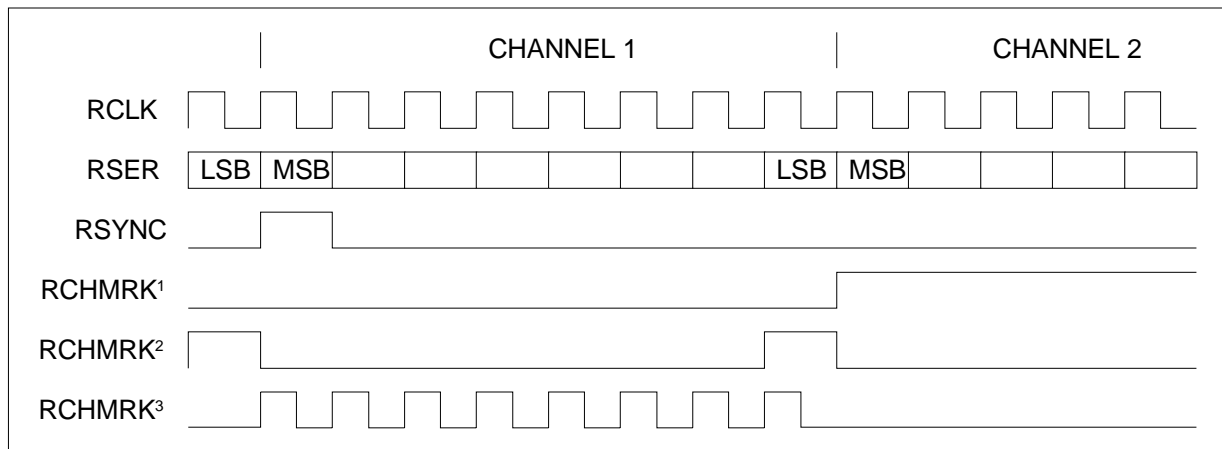 CHANNEL 1 CHANNEL 2
RCLK
RSER LSB MSB LSB MSB
RSYNC
RCHMRK¹
RCHMRK²
RCHMRK³